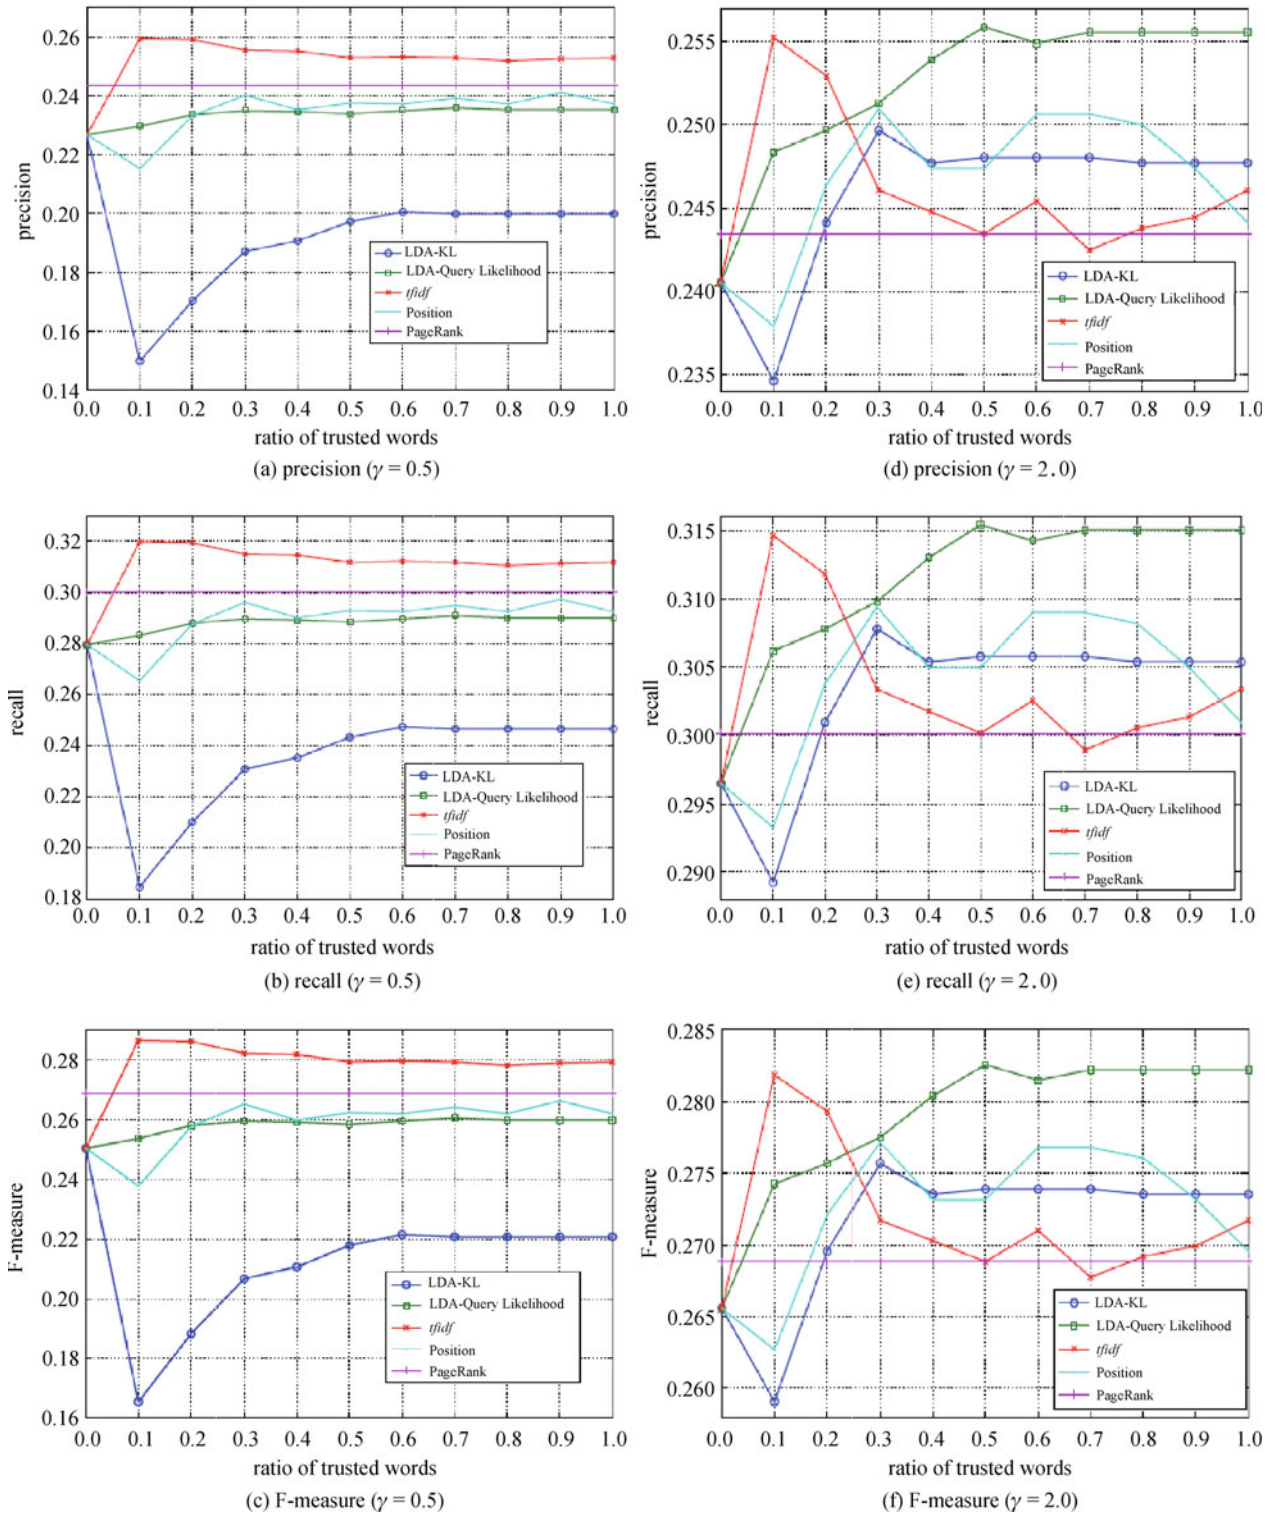 0.26
0.24
0.22
0.20
0.18
0.16
0.14
precision
LDA-KL
LDA-Query Likelihood
tfidf
Position
PageRank
0.0 0.1 0.2 0.3 0.4 0.5 0.6 0.7 0.8 0.9 1.0
ratio of trusted words
(a) precision (γ = 0.5)
0.255
0.250
0.245
0.240
0.235
precision
LDA-KL
LDA-Query Likelihood
tfidf
Position
PageRank
0.0 0.1 0.2 0.3 0.4 0.5 0.6 0.7 0.8 0.9 1.0
ratio of trusted words
(d) precision (γ = 2.0)
0.32
0.30
0.28
0.26
0.24
0.22
0.20
0.18
recall
LDA-KL
LDA-Query Likelihood
tfidf
Position
PageRank
0.0 0.1 0.2 0.3 0.4 0.5 0.6 0.7 0.8 0.9 1.0
ratio of trusted words
(b) recall (γ = 0.5)
0.315
0.310
0.305
0.300
0.295
0.290
recall
LDA-KL
LDA-Query Likelihood
tfidf
Position
PageRank
0.0 0.1 0.2 0.3 0.4 0.5 0.6 0.7 0.8 0.9 1.0
ratio of trusted words
(e) recall (γ = 2.0)
0.28
0.26
0.24
0.22
0.20
0.18
0.16
F-measure
LDA-KL
LDA-Query Likelihood
tfidf
Position
PageRank
0.0 0.1 0.2 0.3 0.4 0.5 0.6 0.7 0.8 0.9 1.0
ratio of trusted words
(c) F-measure (γ = 0.5)
0.285
0.280
0.275
0.270
0.265
0.260
F-measure
LDA-KL
LDA-Query Likelihood
tfidf
Position
PageRank
0.0 0.1 0.2 0.3 0.4 0.5 0.6 0.7 0.8 0.9 1.0
ratio of trusted words
(f) F-measure (γ = 2.0)